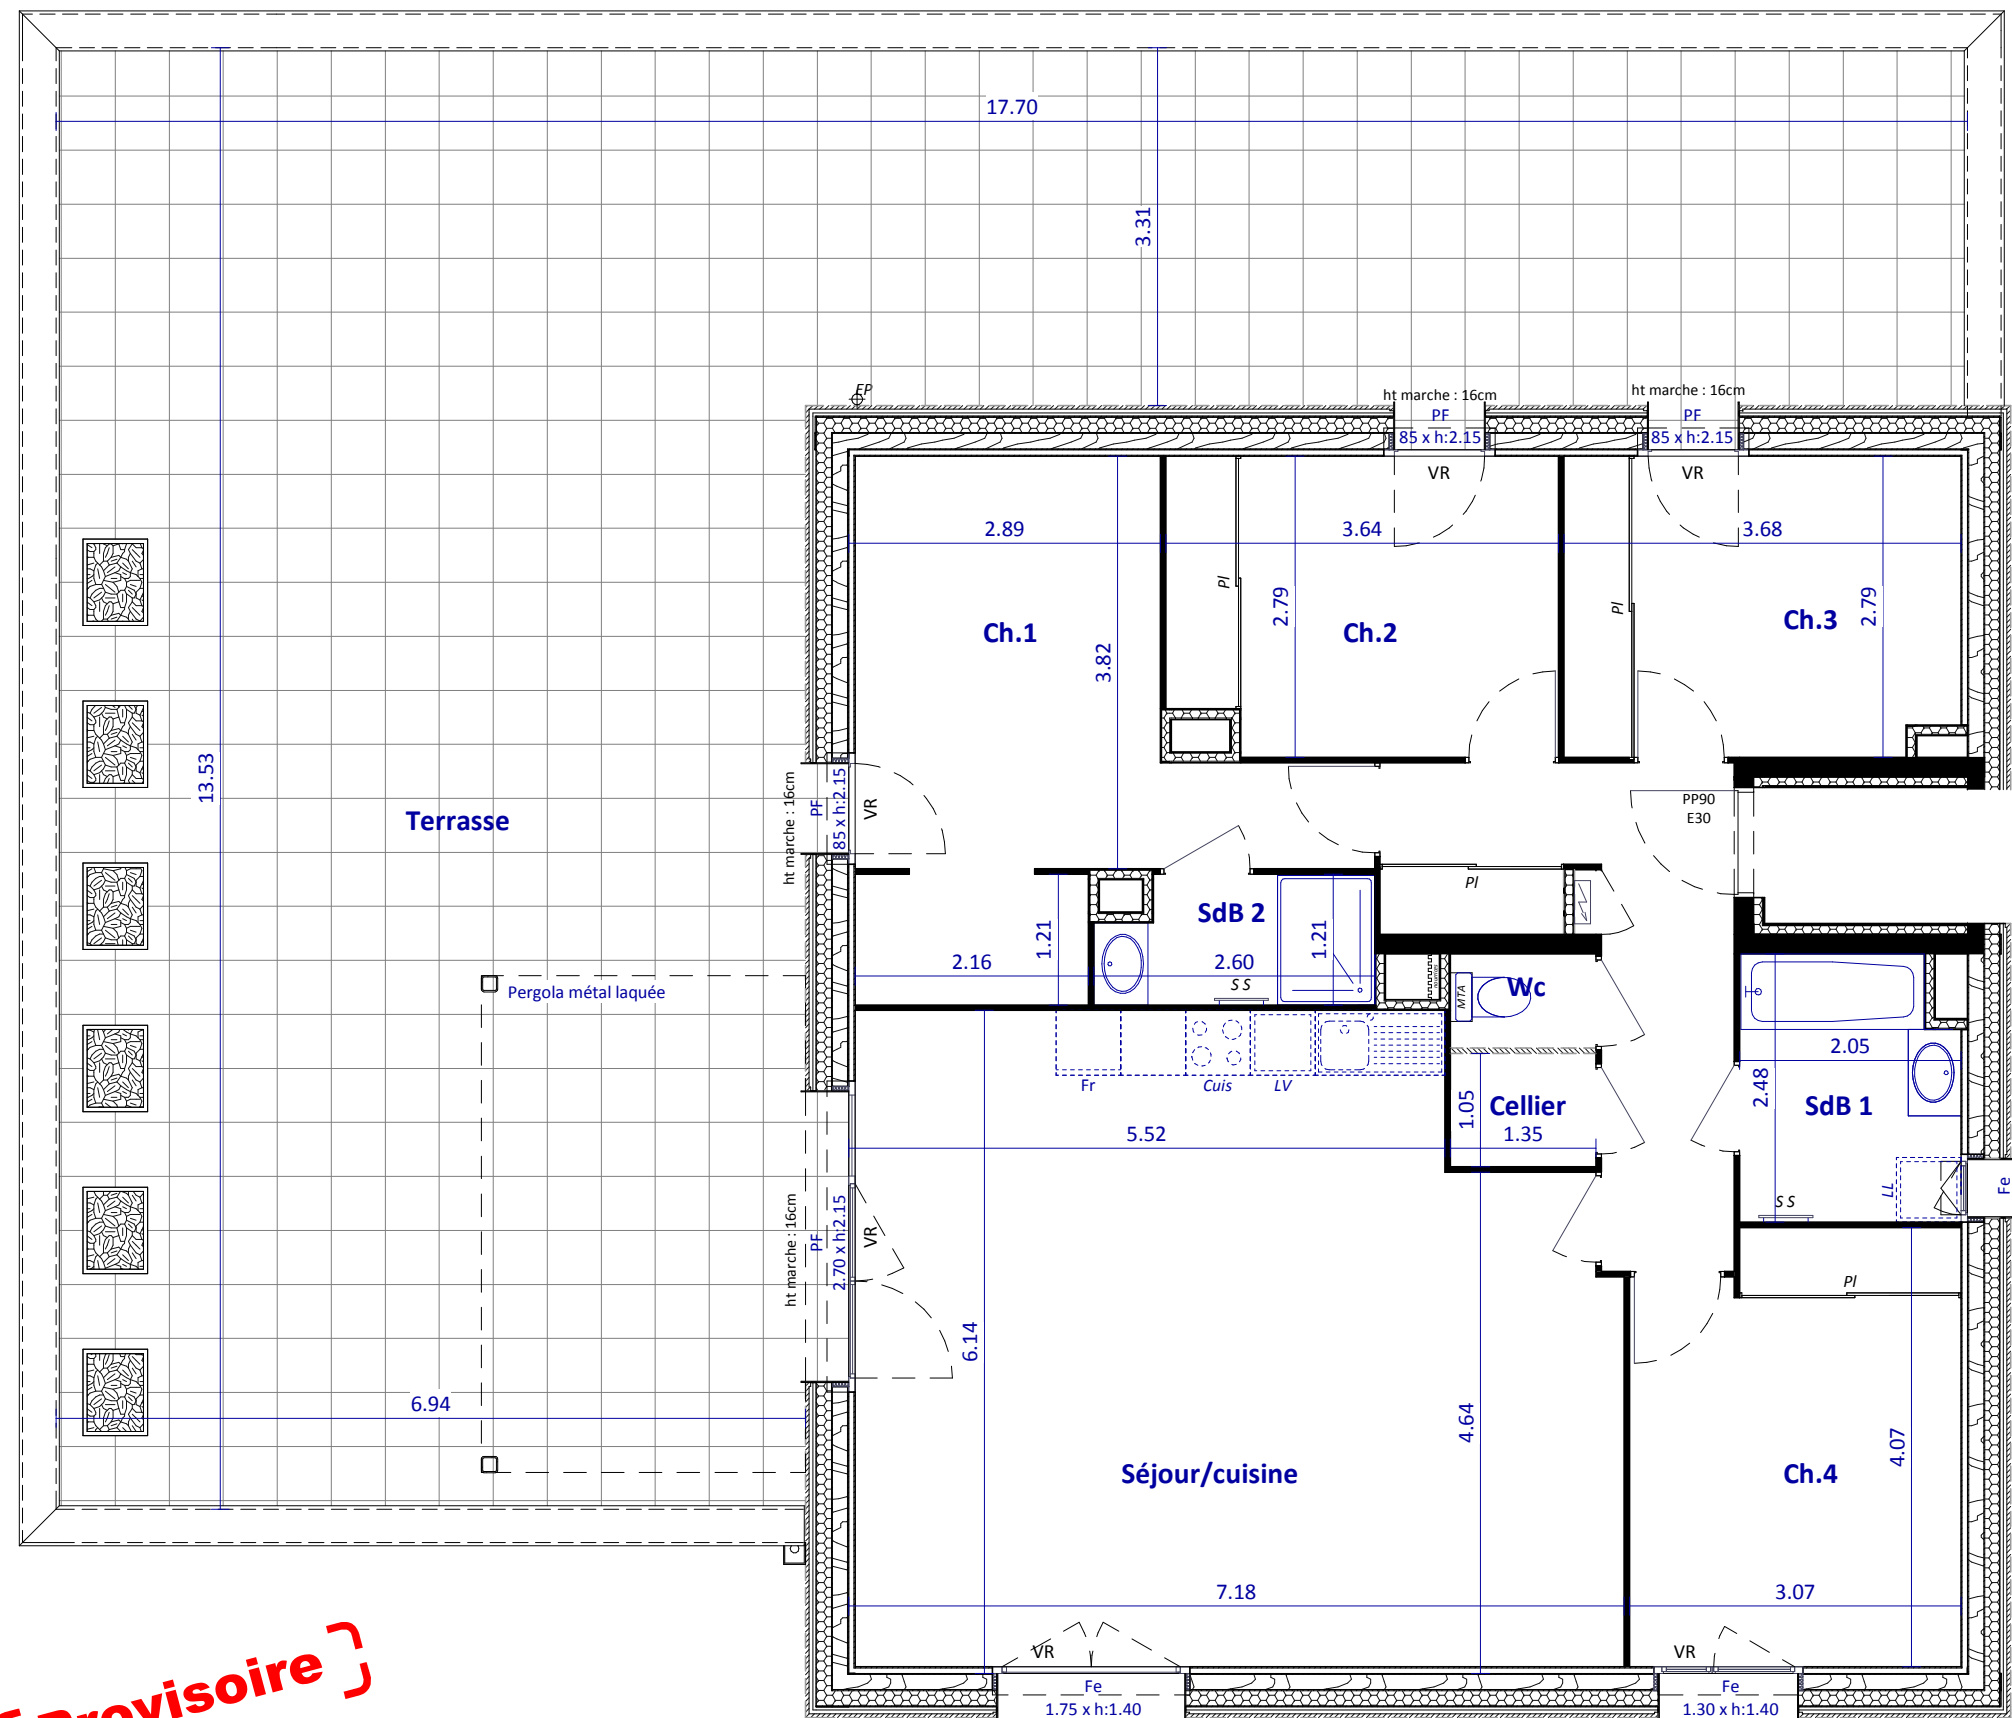 17.70
3.31
EP
ht marche : 16cm
PF
85 x h:2.15
VR
ht marche : 16cm
PF
85 x h:2.15
VR
2.89
3.64
3.68
Pl
Pl
2.79
2.79
Ch.1
Ch.2
Ch.3
3.82
13.53
Terrasse
ht marche : 16cm
PF
85 x h:2.15
VR
PP90
E30
Pl
SdB 2
1.21
1.21
2.16
2.60
S S
Pergola métal laquée
MTA
Wc
Fr
Cuis
LV
2.05
2.48
SdB 1
1.05
Cellier
1.35
5.52
ht marche : 16cm
PF
2.70 x h:2.15
VR
LL
S S
Fe
Pl
6.14
6.94
4.64
4.07
Séjour/cuisine
Ch.4
7.18
3.07
VR
VR
Fe
1.75 x h:1.40
Fe
1.30 x h:1.40
Provisoire